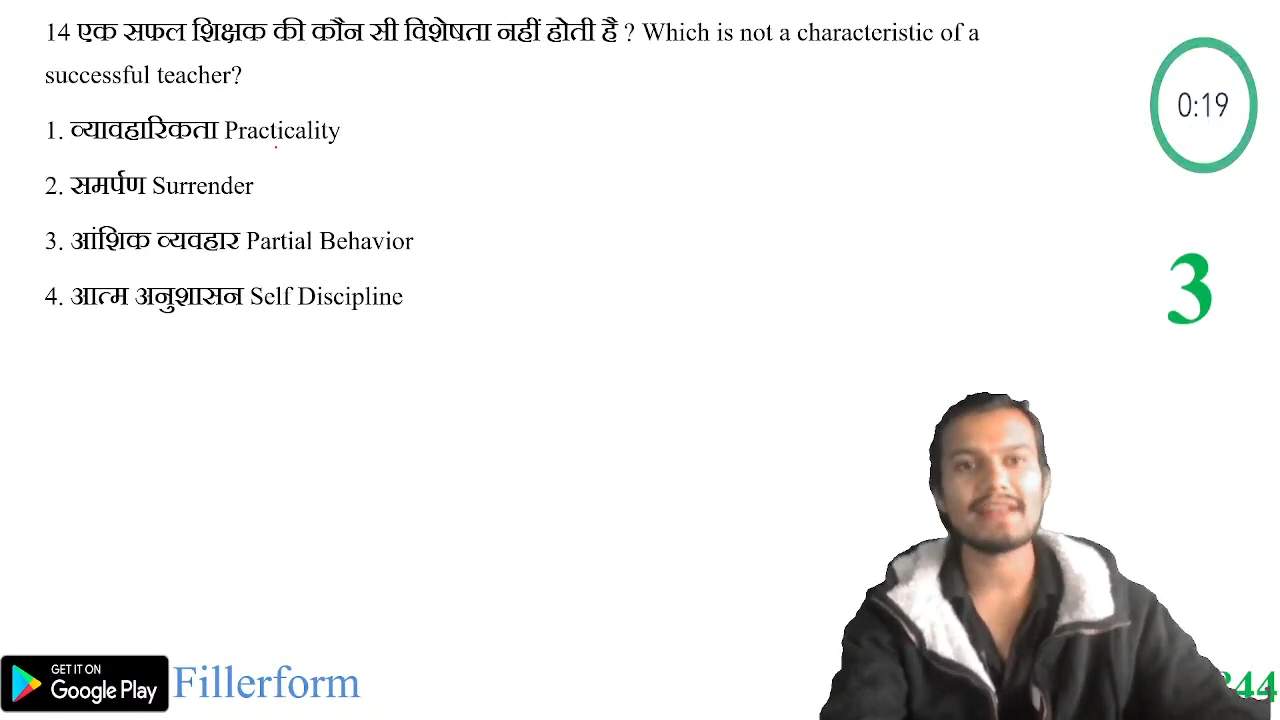 14 एक सफल शिक्षक की कौन सी विशेषता नहीं होती है ? Which is not a characteristic of a
successful teacher?
0:19
1. व्यावहारिकता Practicality
2. समर्पण Surrender
3. आंशिक व्यवहार Partial Behavior
3
4. आत्म अनुशासन Self Discipline
GET IT ON
Google Play
Fillerform